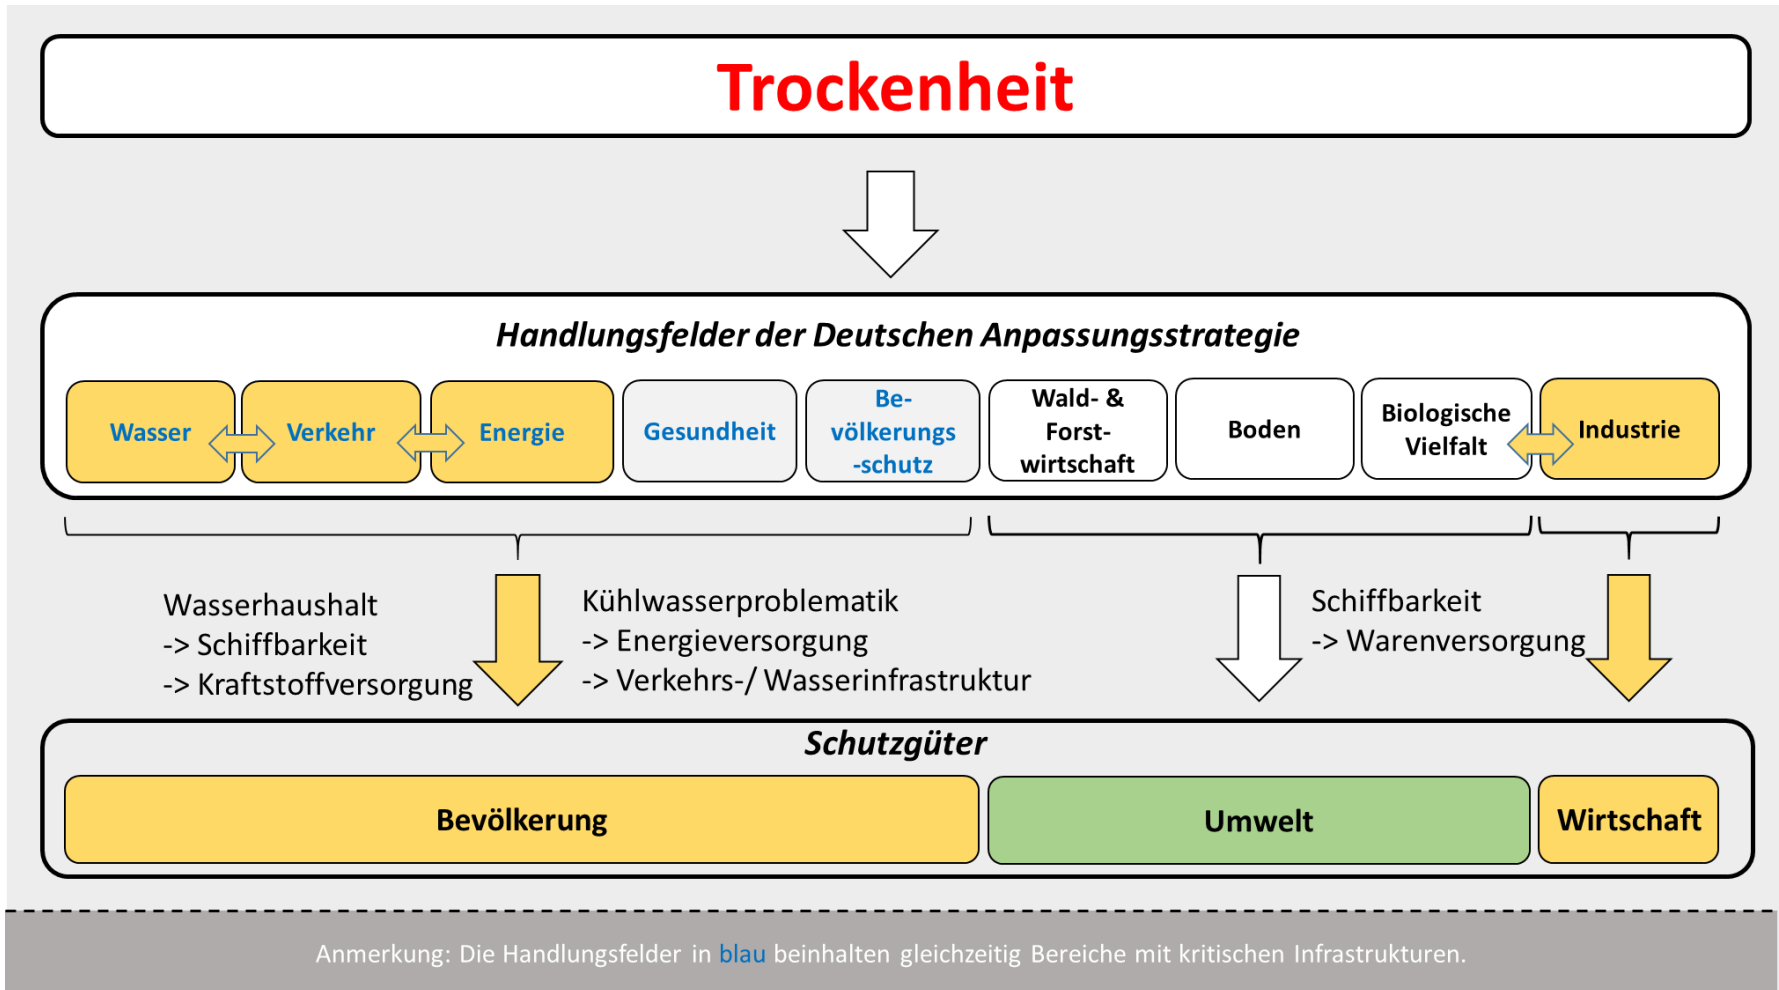 Trockenheit
Handlungsfelder der Deutschen Anpassungsstrategie
Wasser
Verkehr
Energie
Gesundheit
Be-
völkerungs
-schutz
Wald- &
Forst-
wirtschaft
Boden
Biologische
Vielfalt
Industrie
Wasserhaushalt
-> Schiffbarkeit
-> Kraftstoffversorgung
Kühlwasserproblematik
-> Energieversorgung
-> Verkehrs-/ Wasserinfrastruktur
Schiffbarkeit
-> Warenversorgung
Schutzgüter
Bevölkerung
Umwelt
Wirtschaft
Anmerkung: Die Handlungsfelder in blau beinhalten gleichzeitig Bereiche mit kritischen Infrastrukturen.